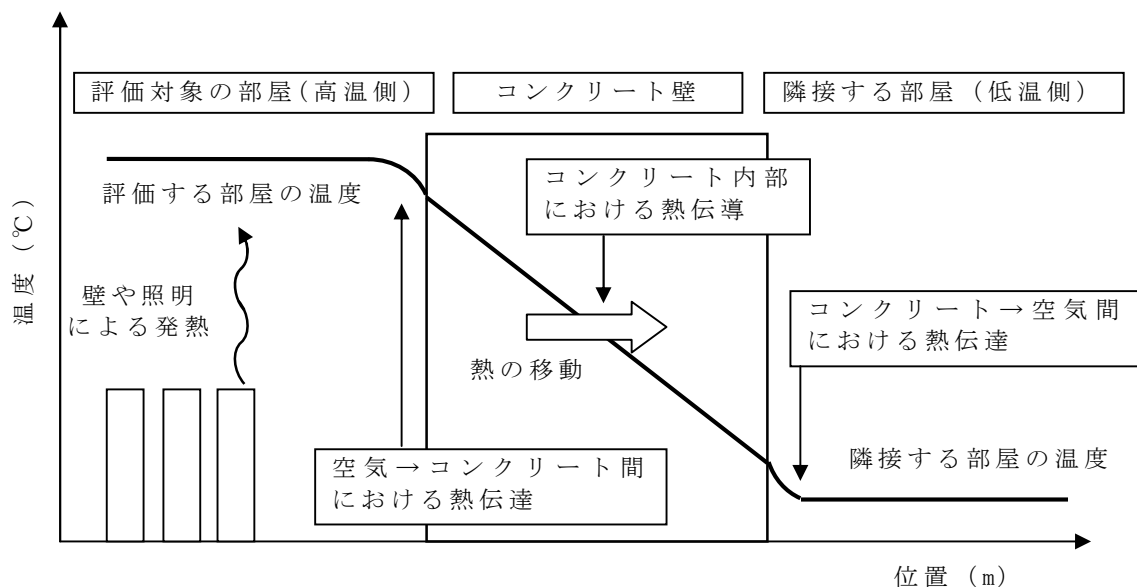 評価対象の部屋(高温側)
コンクリート壁
隣接する部屋(低温側)
評価する部屋の温度
コンクリート内部
における熱伝導
温度(℃)
壁や照明
による発熱
コンクリート→空気間
における熱伝達
熱の移動
空気→コンクリート間
における熱伝達
隣接する部屋の温度
位置(m)